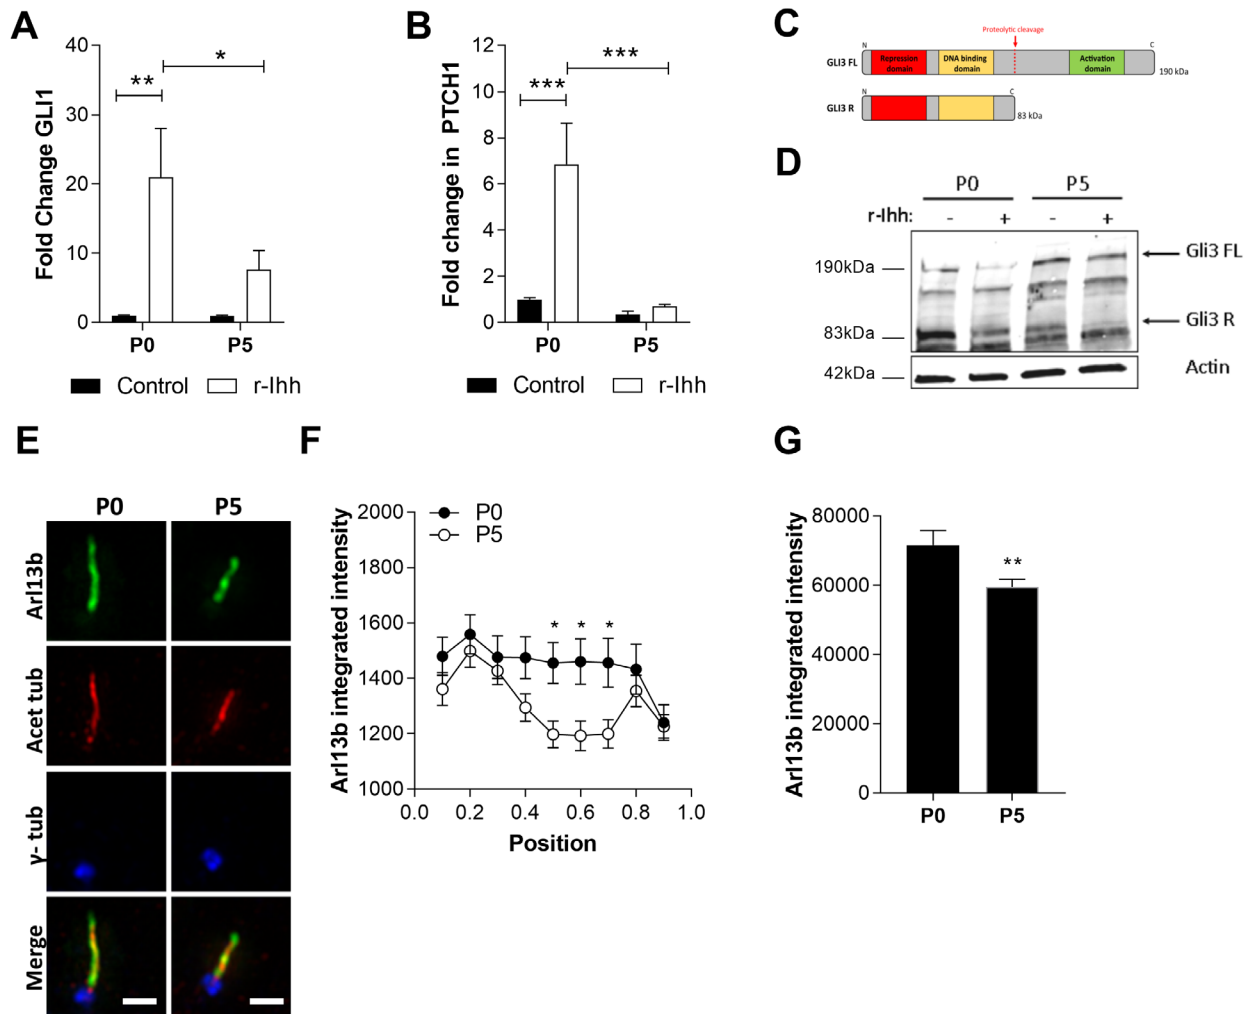 A
Fold Change GLI1
40
30
20
10
0
**
*
P0
P5
Control
r-Ihh
B
Fold change in PTCH1
12
10
8
6
4
2
0
***
***
P0
P5
Control
r-Ihh
C
Proteolytic cleavage
N
C
GLI3 FL
Repression domain
DNA binding domain
Activation domain
190 kDa
N
C
GLI3 R
83 kDa
D
P0
P5
r-Ihh:
-
+
-
+
190kDa
Gli3 FL
83kDa
Gli3 R
42kDa
Actin
E
P0
P5
Arl13b
Acet tub
γ- tub
Merge
F
Arl13b integrated intensity
2000
1800
1600
1400
1200
1000
P0
P5
* * *
0.0 0.2 0.4 0.6 0.8 1.0
Position
G
Arl13b integrated intensity
80000
60000
40000
20000
0
**
P0
P5